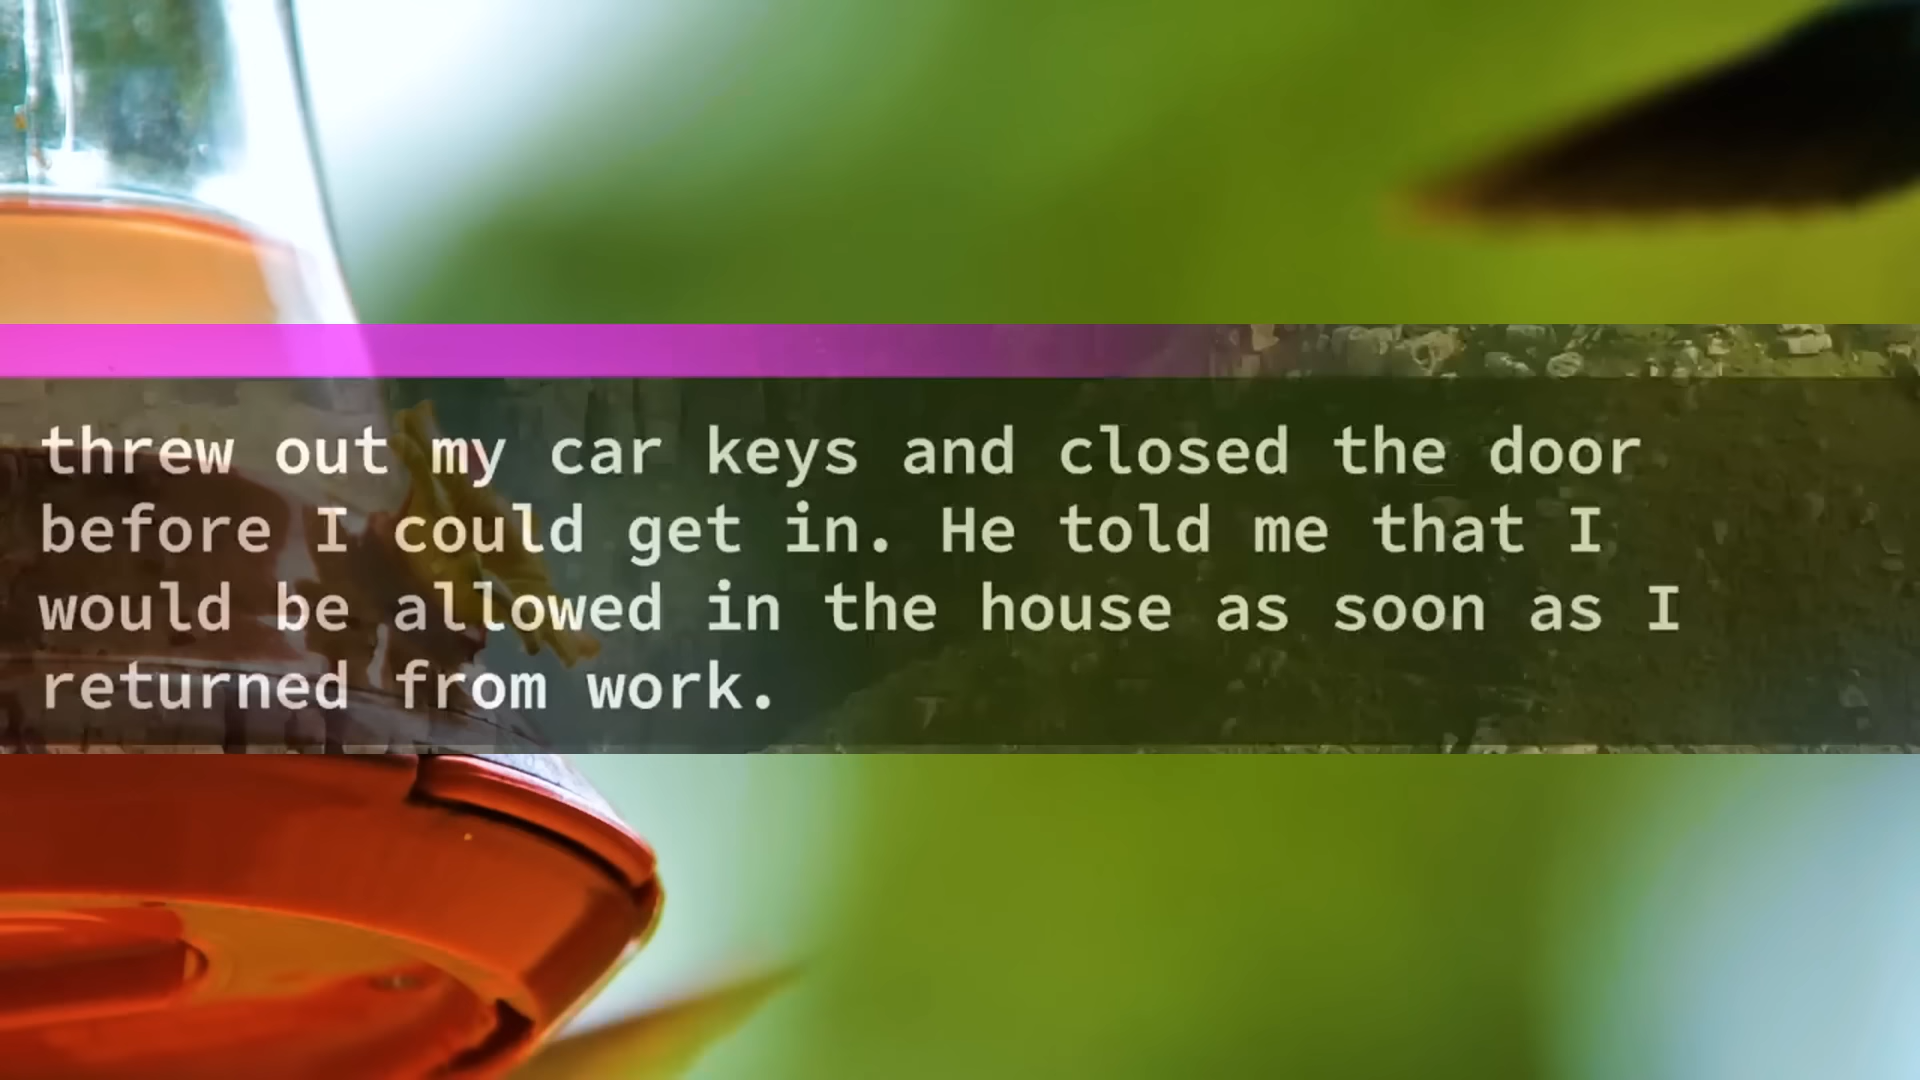 threw out my car keys and closed the door
before I could get in. He told me that I
would be allowed in the house as soon as I
returned from work.